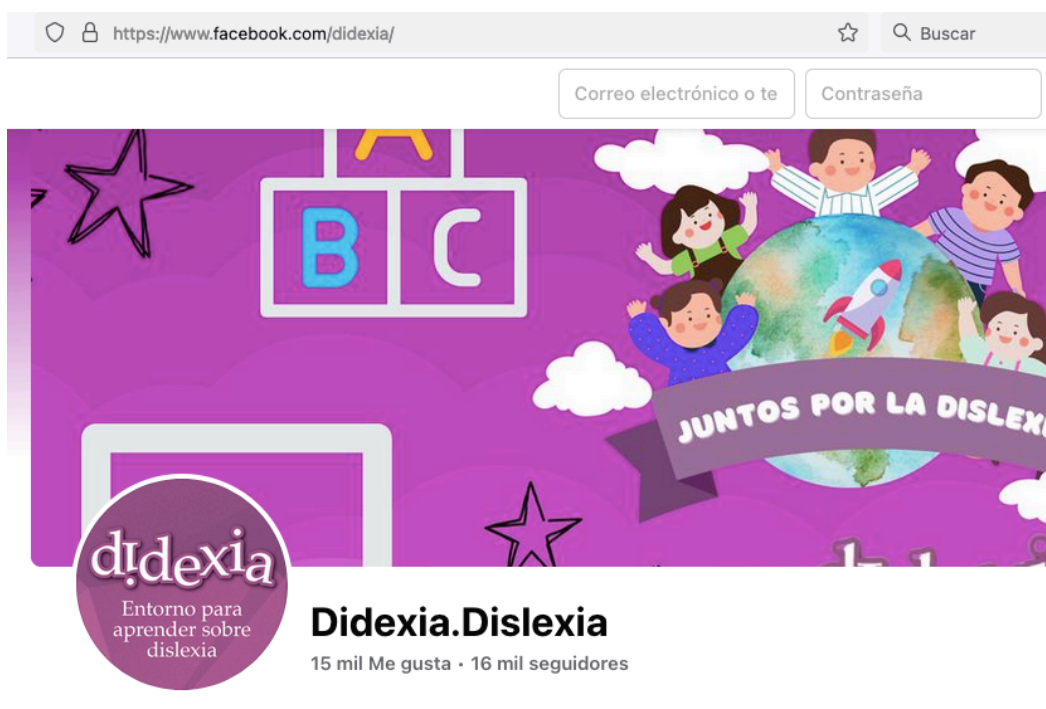 https://www.facebook.com/didexia/
Buscar
Correo electrónico o te
Contraseña
A
B C
JUNTOS POR LA DISLEXI
didexia
Entorno para
aprender sobre
dislexia
Didexia.Dislexia
15 mil Me gusta · 16 mil seguidores